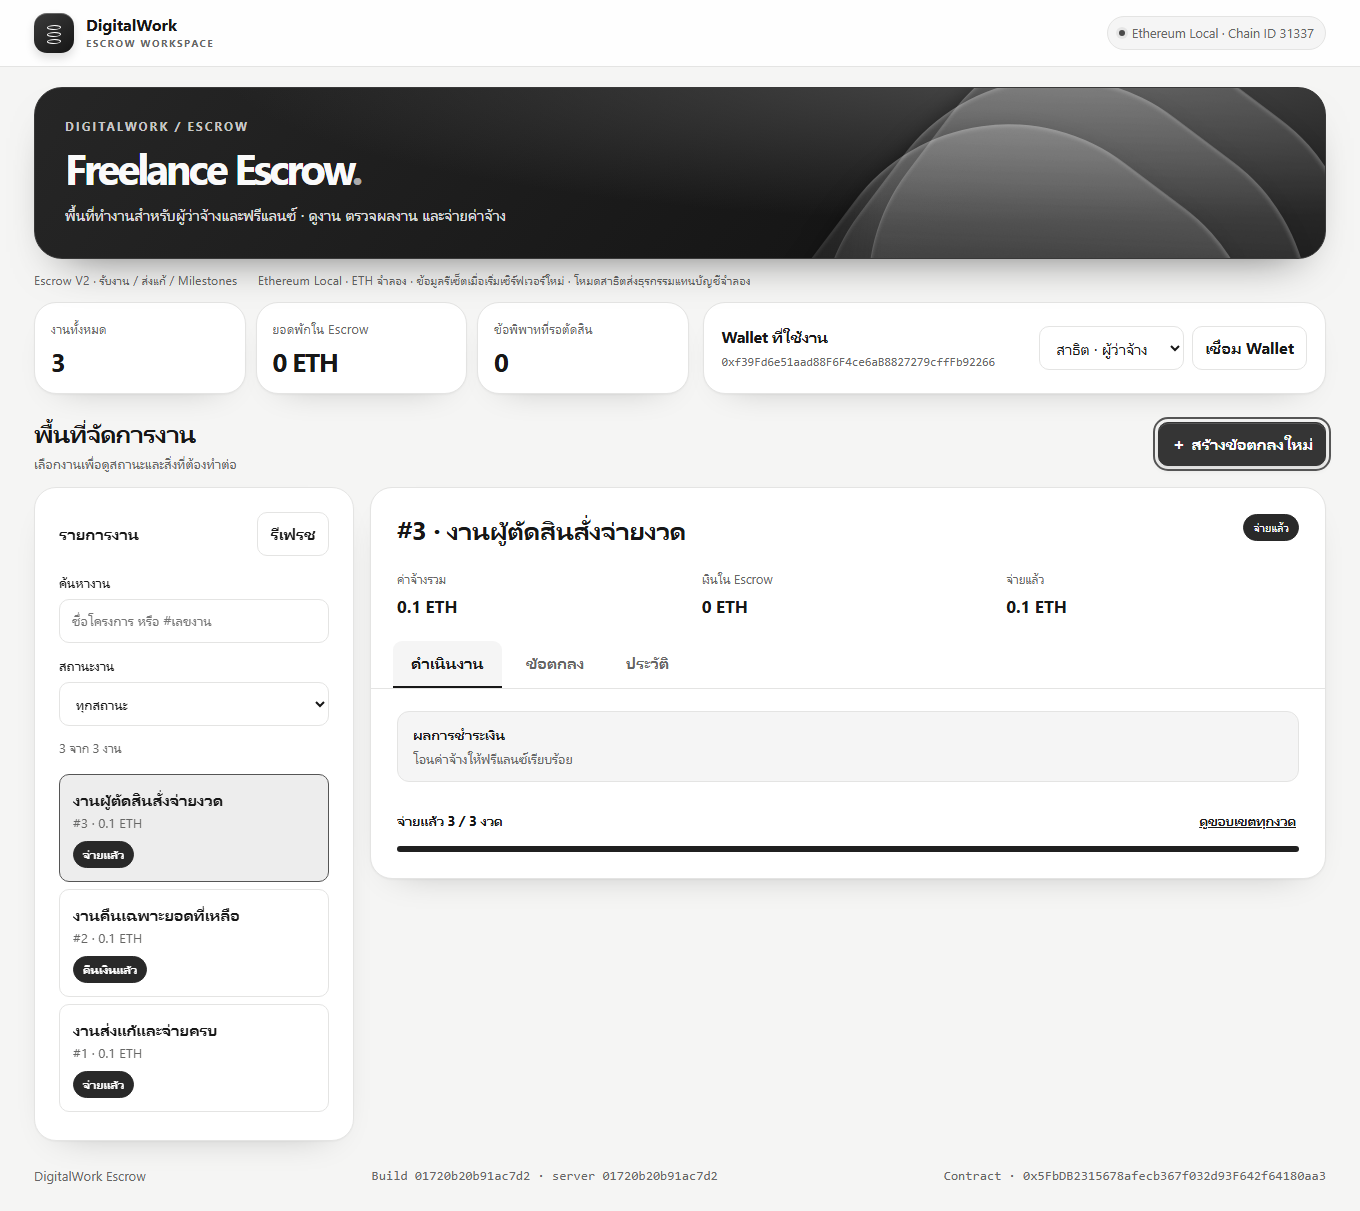 DigitalWork
ESCROW WORKSPACE
Ethereum Local · Chain ID 31337
DIGITALWORK / ESCROW
Freelance Escrow.
พื้นที่ทำงานสำหรับผู้ว่าจ้างและฟรีแลนซ์ · ดูงาน ตรวจผลงาน และจ่ายค่าจ้าง
Escrow V2 · รับงาน / ส่งแก้ / Milestones
Ethereum Local · ETH จำลอง · ข้อมูลรีเซ็ตเมื่อเริ่มเซิร์ฟเวอร์ใหม่ · โหมดสาธิตส่งธุรกรรมแทนบัญชีจำลอง
งานทั้งหมด
3
ยอดพักใน Escrow
0 ETH
ข้อพิพาทที่รอตัดสิน
0
Wallet ที่ใช้งาน
0xf39Fd6e51aad88F6F4ce6aB8827279cffFb92266
สาธิต · ผู้ว่าจ้าง
เชื่อม Wallet
พื้นที่จัดการงาน
เลือกงานเพื่อดูสถานะและสิ่งที่ต้องทำต่อ
+ สร้างข้อตกลงใหม่
รายการงาน
รีเฟรช
ค้นหางาน
ชื่อโครงการ หรือ #เลขงาน
สถานะงาน
ทุกสถานะ
3 จาก 3 งาน
งานผู้ตัดสินสั่งจ่ายงวด
#3 · 0.1 ETH
จ่ายแล้ว
งานคืนเฉพาะยอดที่เหลือ
#2 · 0.1 ETH
คืนเงินแล้ว
งานส่งแก้และจ่ายครบ
#1 · 0.1 ETH
จ่ายแล้ว
#3 · งานผู้ตัดสินสั่งจ่ายงวด
จ่ายแล้ว
ค่าจ้างรวม
0.1 ETH
เงินใน Escrow
0 ETH
จ่ายแล้ว
0.1 ETH
ดำเนินงาน
ข้อตกลง
ประวัติ
ผลการชำระเงิน
โอนค่าจ้างให้ฟรีแลนซ์เรียบร้อย
จ่ายแล้ว 3 / 3 งวด
ดูขอบเขตทุกงวด
DigitalWork Escrow
Build 01720b20b91ac7d2 · server 01720b20b91ac7d2
Contract · 0x5FbDB2315678afecb367f032d93F642f64180aa3